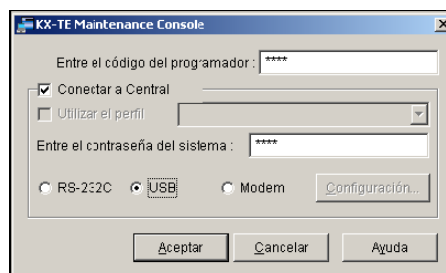 KX-TE Maintenance Console
Entre el código del programador : ****
Conectar a Central
Utilizar el perfil
Entre el contraseña del sistema : ****
RS-232C USB Modem Configuración...
Aceptar Cancelar Ayuda